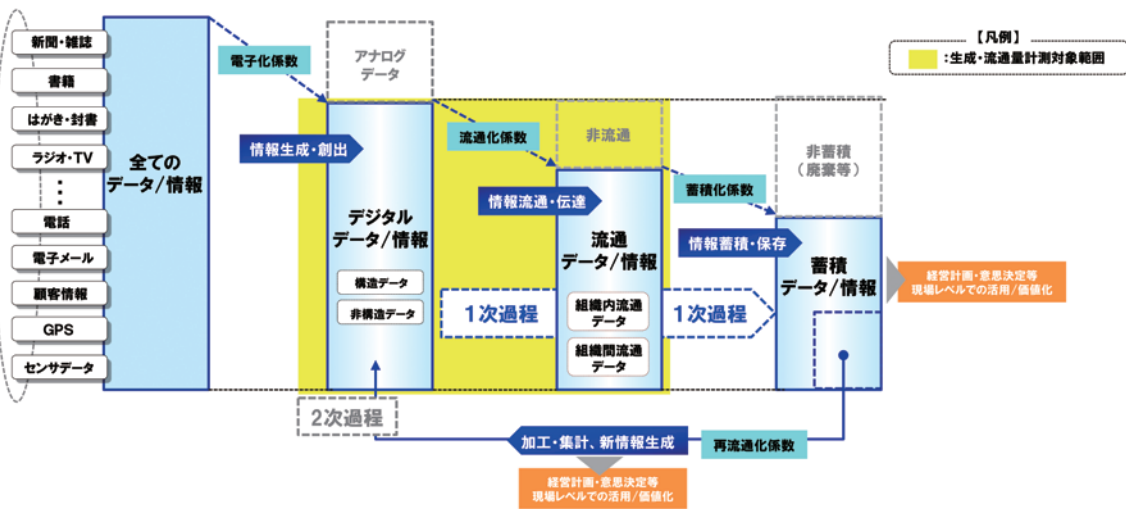 新聞・雑誌
書籍
はがき・封書
ラジオ・TV
・
・
・
電話
電子メール
顧客情報
GPS
センサデータ
全ての
データ/情報
電子化係数
アナログ
データ
情報生成・創出
デジタル
データ/情報
構造データ
非構造データ
流通化係数
非流通
情報流通・伝達
流通
データ/情報
組織内流通
データ
組織間流通
データ
1次過程
1次過程
蓄積化係数
非蓄積
(廃棄等)
情報蓄積・保存
蓄積
データ/情報
【凡例】
:生成・流通量計測対象範囲
経営計画・意思決定等
現場レベルでの活用/価値化
2次過程
加工・集計、新情報生成
再流通化係数
経営計画・意思決定等
現場レベルでの活用/価値化